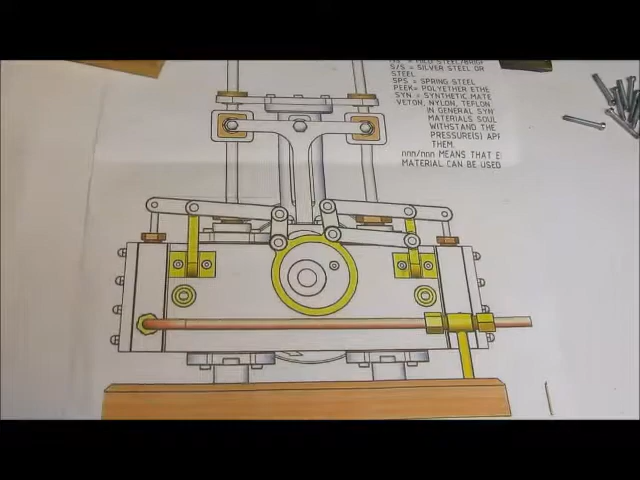 S/S = SILVER STEEL OR
STEEL
SPS = SPRING STEEL
PEEK= POLYETHER ETHE
SYN = SYNTHETIC MATE
VETON, NYLON, TEFLON
IN GENERAL SYN
MATERIALS SOUL
WITHSTAND THE
PRESSURE(S) APP
THEM.
nnn/nnn MEANS THAT E
MATERIAL CAN BE USED